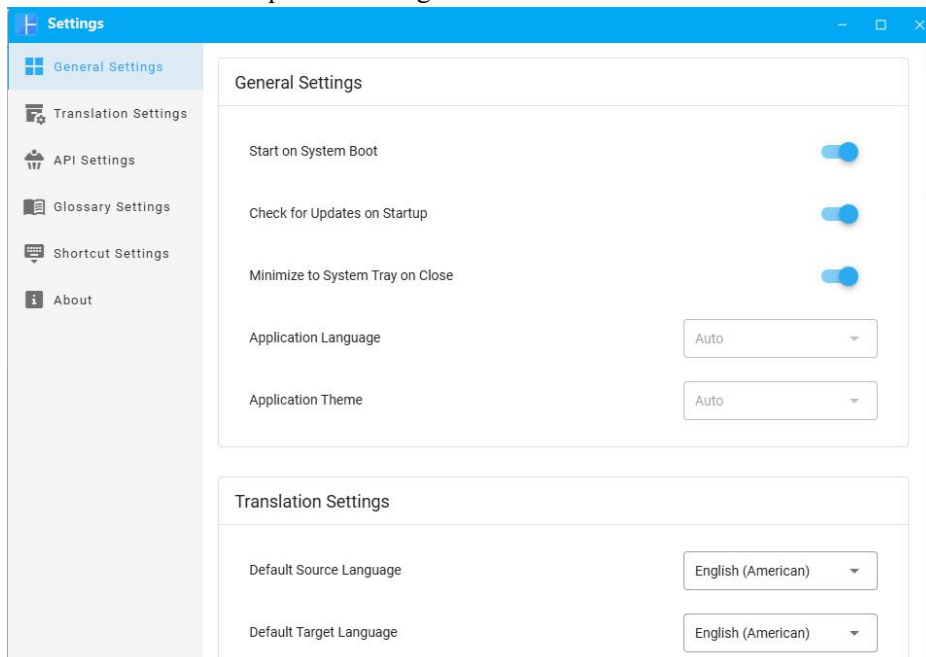 Settings
General Settings
Translation Settings
API Settings
Glossary Settings
Shortcut Settings
About
General Settings
Start on System Boot
Check for Updates on Startup
Minimize to System Tray on Close
Application Language
Auto
Application Theme
Auto
Translation Settings
Default Source Language
English (American)
Default Target Language
English (American)